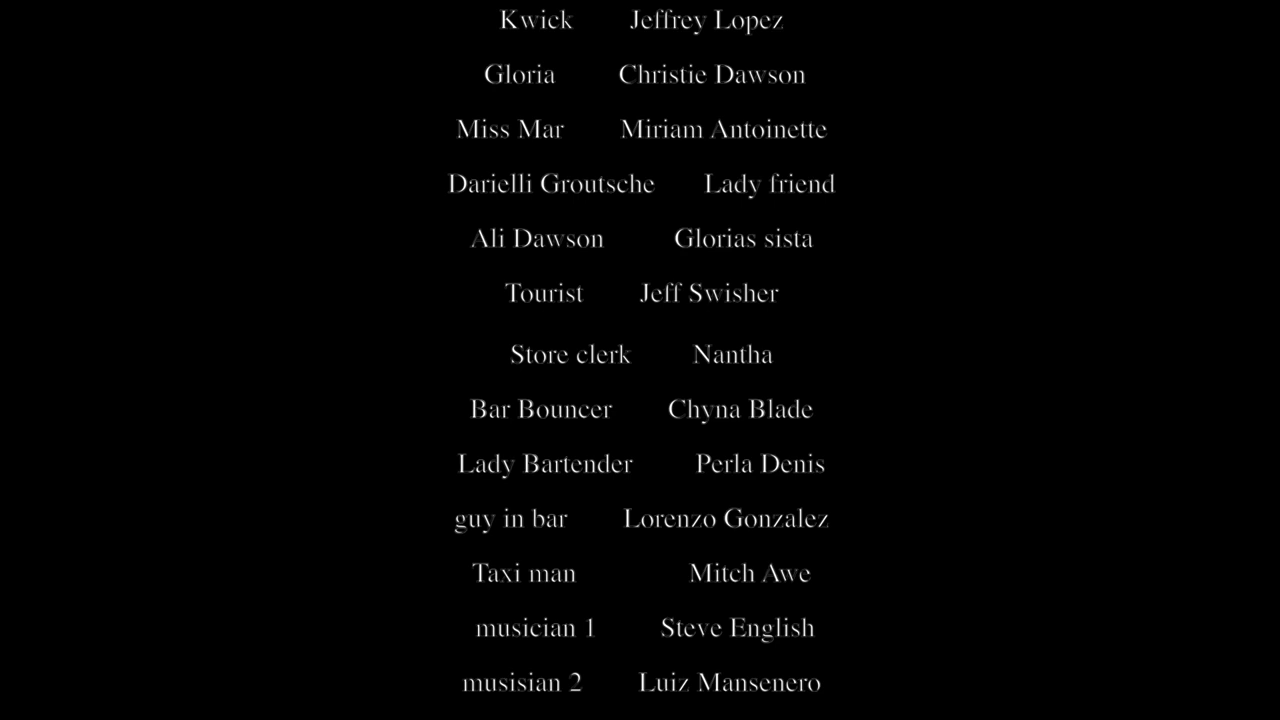 Kwick Jeffrey Lopez
Gloria Christie Dawson
Miss Mar Miriam Antoinette
Darielli Groutsche Lady friend
Ali Dawson Glorias sista
Tourist Jeff Swisher
Store clerk Nantha
Bar Bouncer Chyna Blade
Lady Bartender Perla Denis
guy in bar Lorenzo Gonzalez
Taxi man Mitch Awe
musician 1 Steve English
musisian 2 Luiz Mansenero